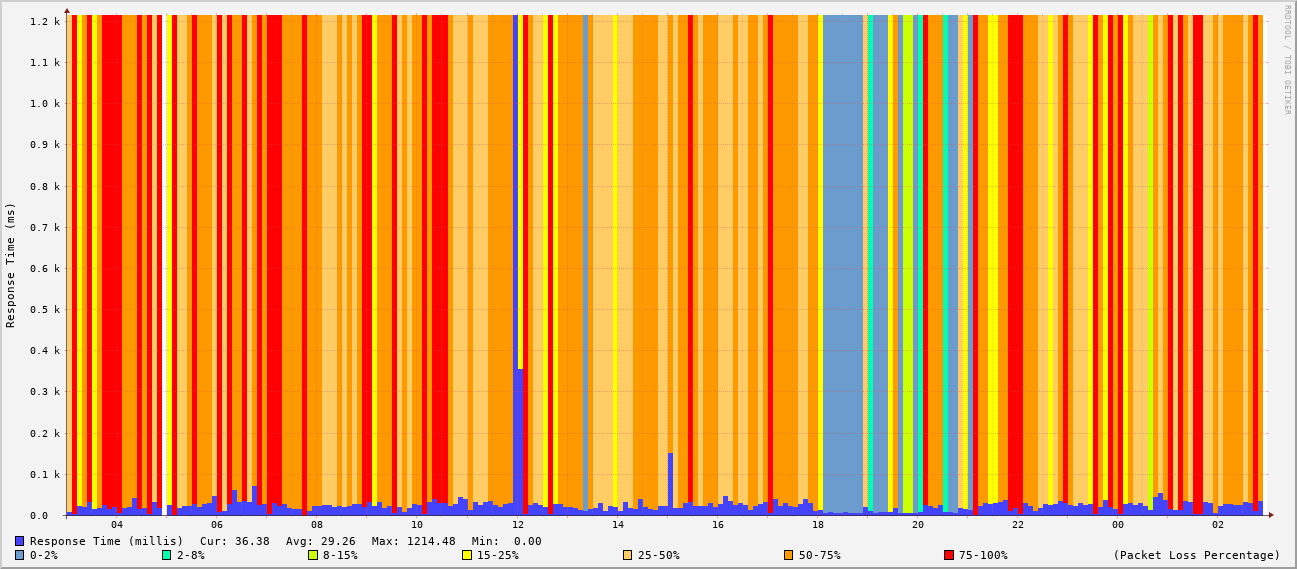 RRDTOOL / TOBI OETIKER
Response Time (ms)
1.2 k
1.1 k
1.0 k
0.9 k
0.8 k
0.7 k
0.6 k
0.5 k
0.4 k
0.3 k
0.2 k
0.1 k
0.0
04 06 08 10 12 14 16 18 20 22 00 02
Response Time (millis) Cur: 36.38 Avg: 29.26 Max: 1214.48 Min: 0.00
0-2% 2-8% 8-15% 15-25% 25-50% 50-75% 75-100% (Packet Loss Percentage)